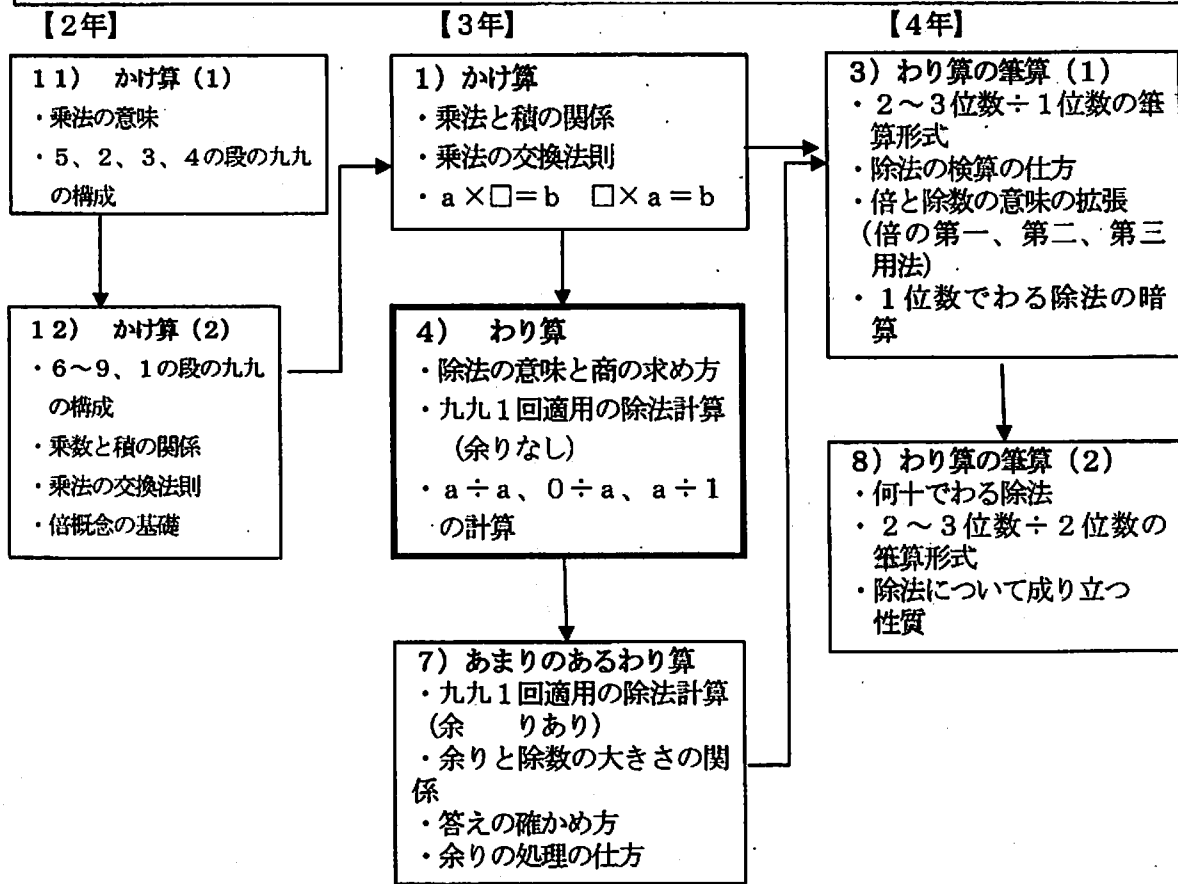 【2年】
11) かけ算(1)
・乗法の意味
・5、2、3、4の段の九九
の構成
12) かけ算(2)
・6~9、1の段の九九
の構成
・乗数と積の関係
・乗法の交換法則
・倍概念の基礎
【3年】
1)かけ算
・乗法と積の関係
・乗法の交換法則
・a×□=b □×a=b
4) わり算
・除法の意味と商の求め方
・九九1回適用の除法計算
(余りなし)
・a÷a、0÷a、a÷1
の計算
7)あまりのあるわり算
・九九1回適用の除法計算
(余 りあり)
・余りと除数の大きさの関
係
・答えの確かめ方
・余りの処理の仕方
【4年】
3)わり算の筆算(1)
・2~3位数÷1位数の筆
算形式
・除法の検算の仕方
・倍と除数の意味の拡張
(倍の第一、第二、第三
用法)
・1位数でわる除法の暗
算
8)わり算の筆算(2)
・何十でわる除法
・2~3位数÷2位数の
筆算形式
・除法について成り立つ
性質